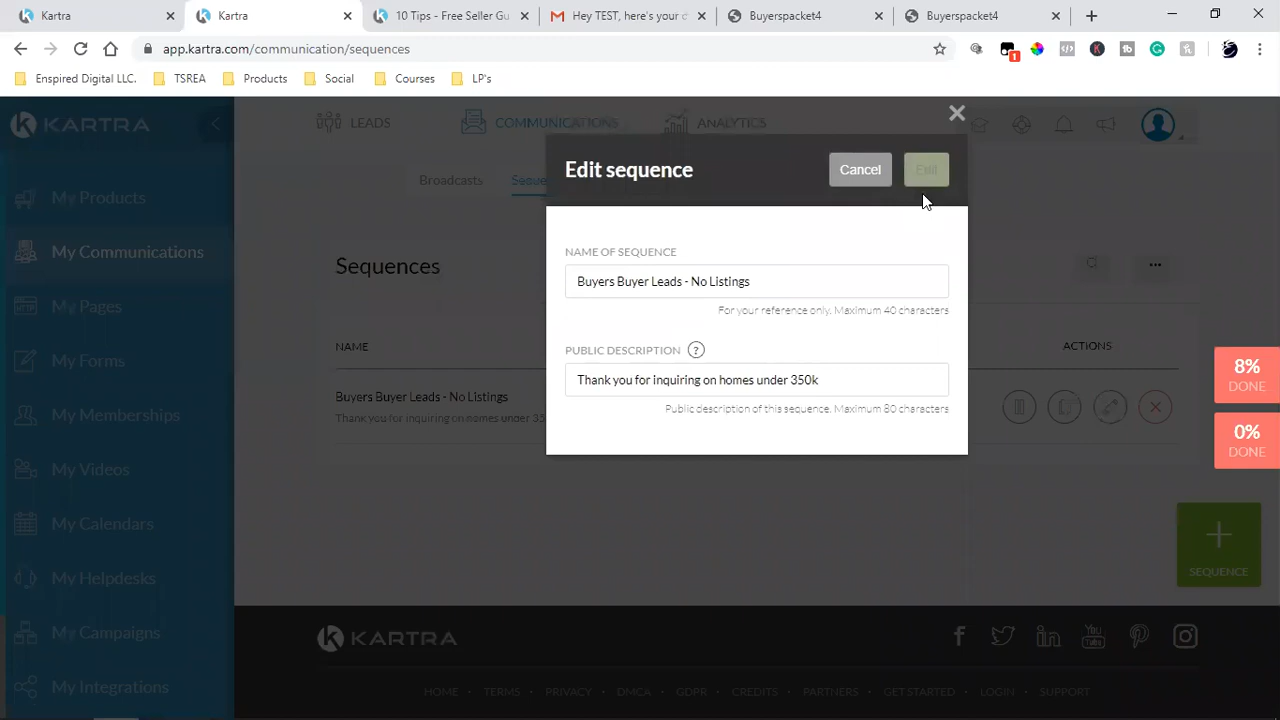 Kartra
Kartra
10 Tips - Free Seller Gu
Hey TEST, here's your d
Buyerspacket4
Buyerspacket4
app.kartra.com/communication/sequences
1
Enspired Digital LLC.
TSREA
Products
Social
Courses
LP's
KARTRA
LEADS
COMMUNICATIONS
ANALYTICS
My Products
My Communications
My Pages
My Forms
My Memberships
My Videos
My Calendars
My Helpdesks
My Campaigns
My Integrations
Broadcasts
Seque
Sequences
NAME
ACTIONS
Buyers Buyer Leads - No Listings
Thank you for inquiring on homes under 35
Edit sequence
Cancel
Edit
NAME OF SEQUENCE
Buyers Buyer Leads - No Listings
For your reference only. Maximum 40 characters
PUBLIC DESCRIPTION ?
Thank you for inquiring on homes under 350k
Public description of this sequence. Maximum 80 characters
8%
DONE
0%
DONE
+
SEQUENCE
KARTRA
HOME · TERMS · PRIVACY · DMCA · GDPR · CREDITS · PARTNERS · GET STARTED · LOGIN · SUPPORT